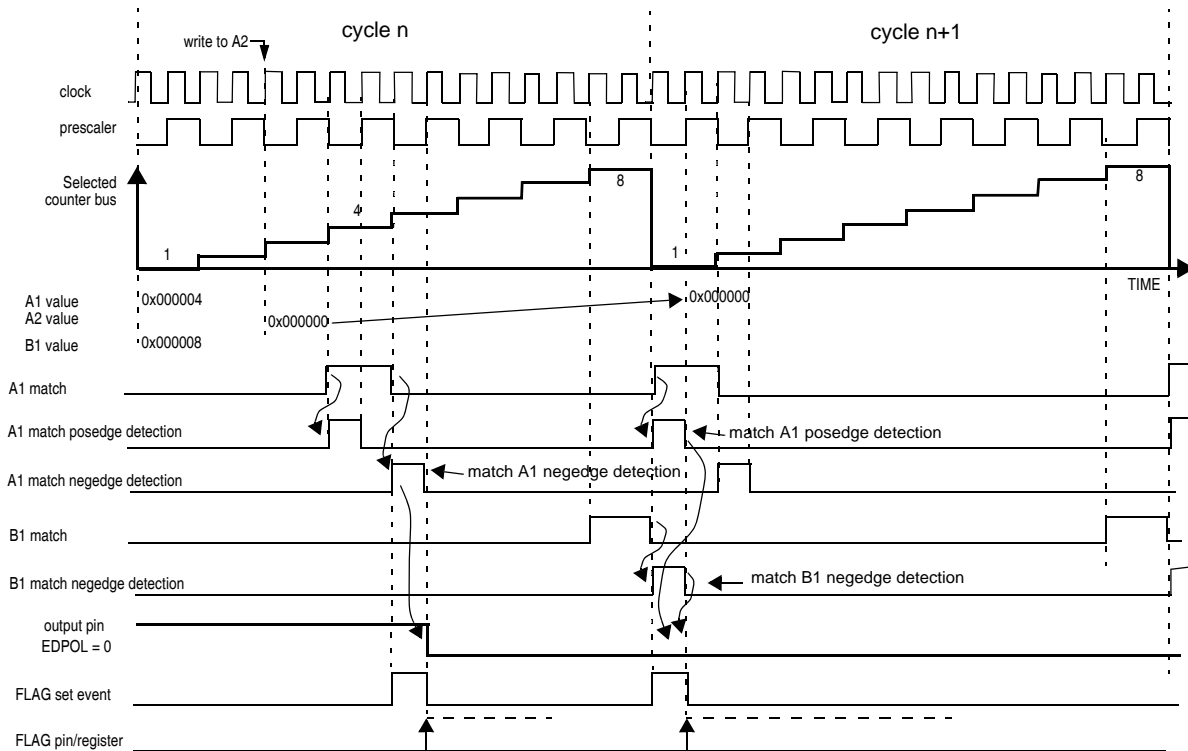 cycle n
cycle n+1
write to A2
clock
prescaler
Selected
counter bus
1
4
8
1
8
TIME
A1 value
0x000004
0x000000
A2 value
0x000000
B1 value
0x000008
A1 match
A1 match posedge detection
match A1 posedge detection
A1 match negedge detection
match A1 negedge detection
B1 match
B1 match negedge detection
match B1 negedge detection
output pin
EDPOL = 0
FLAG set event
FLAG pin/register